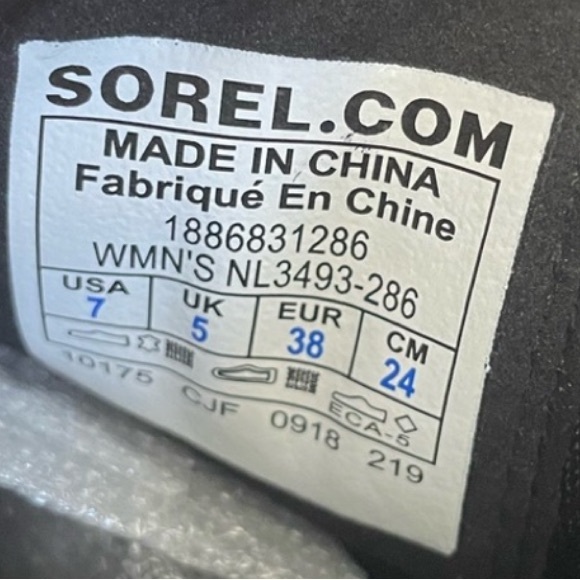 SOREL.COM
MADE IN CHINA
Fabriqué En Chine
1886831286
WMN'S NL3493-286
USA UK EUR CM
7 5 38 24
ECA-5
10175 CJF 0918 219